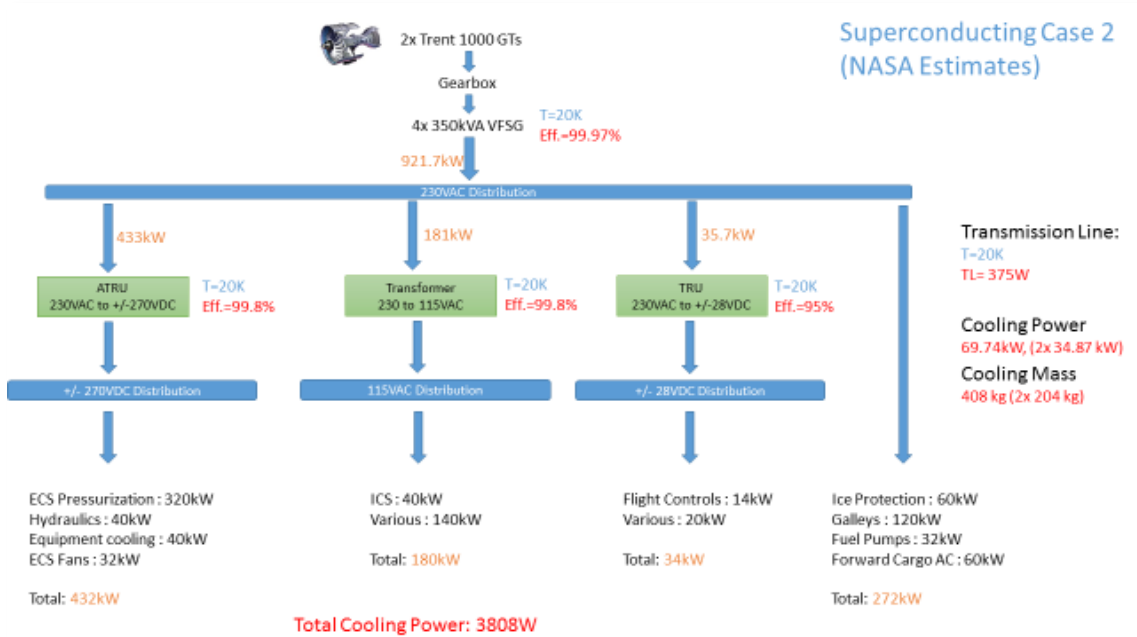 Superconducting Case 2
(NASA Estimates)
2x Trent 1000 GTs
Gearbox
4x 350kVA VFSG
T=20K
Eff.=99.97%
921.7kW
230VAC Distribution
433kW
181kW
35.7kW
ATRU
230VAC to +/-270VDC
T=20K
Eff.=99.8%
Transformer
230 to 115VAC
T=20K
Eff.=99.8%
TRU
230VAC to +/-28VDC
T=20K
Eff.=95%
Transmission Line:
T=20K
TL= 375W
Cooling Power
69.74kW, (2x 34.87 kW)
Cooling Mass
408 kg (2x 204 kg)
+/- 270VDC Distribution
115VAC Distribution
+/- 28VDC Distribution
ECS Pressurization : 320kW
Hydraulics : 40kW
Equipment cooling : 40kW
ECS Fans : 32kW
Total: 432kW
ICS : 40kW
Various : 140kW
Total: 180kW
Flight Controls : 14kW
Various : 20kW
Total: 34kW
Ice Protection : 60kW
Galleys : 120kW
Fuel Pumps : 32kW
Forward Cargo AC : 60kW
Total: 272kW
Total Cooling Power: 3808W